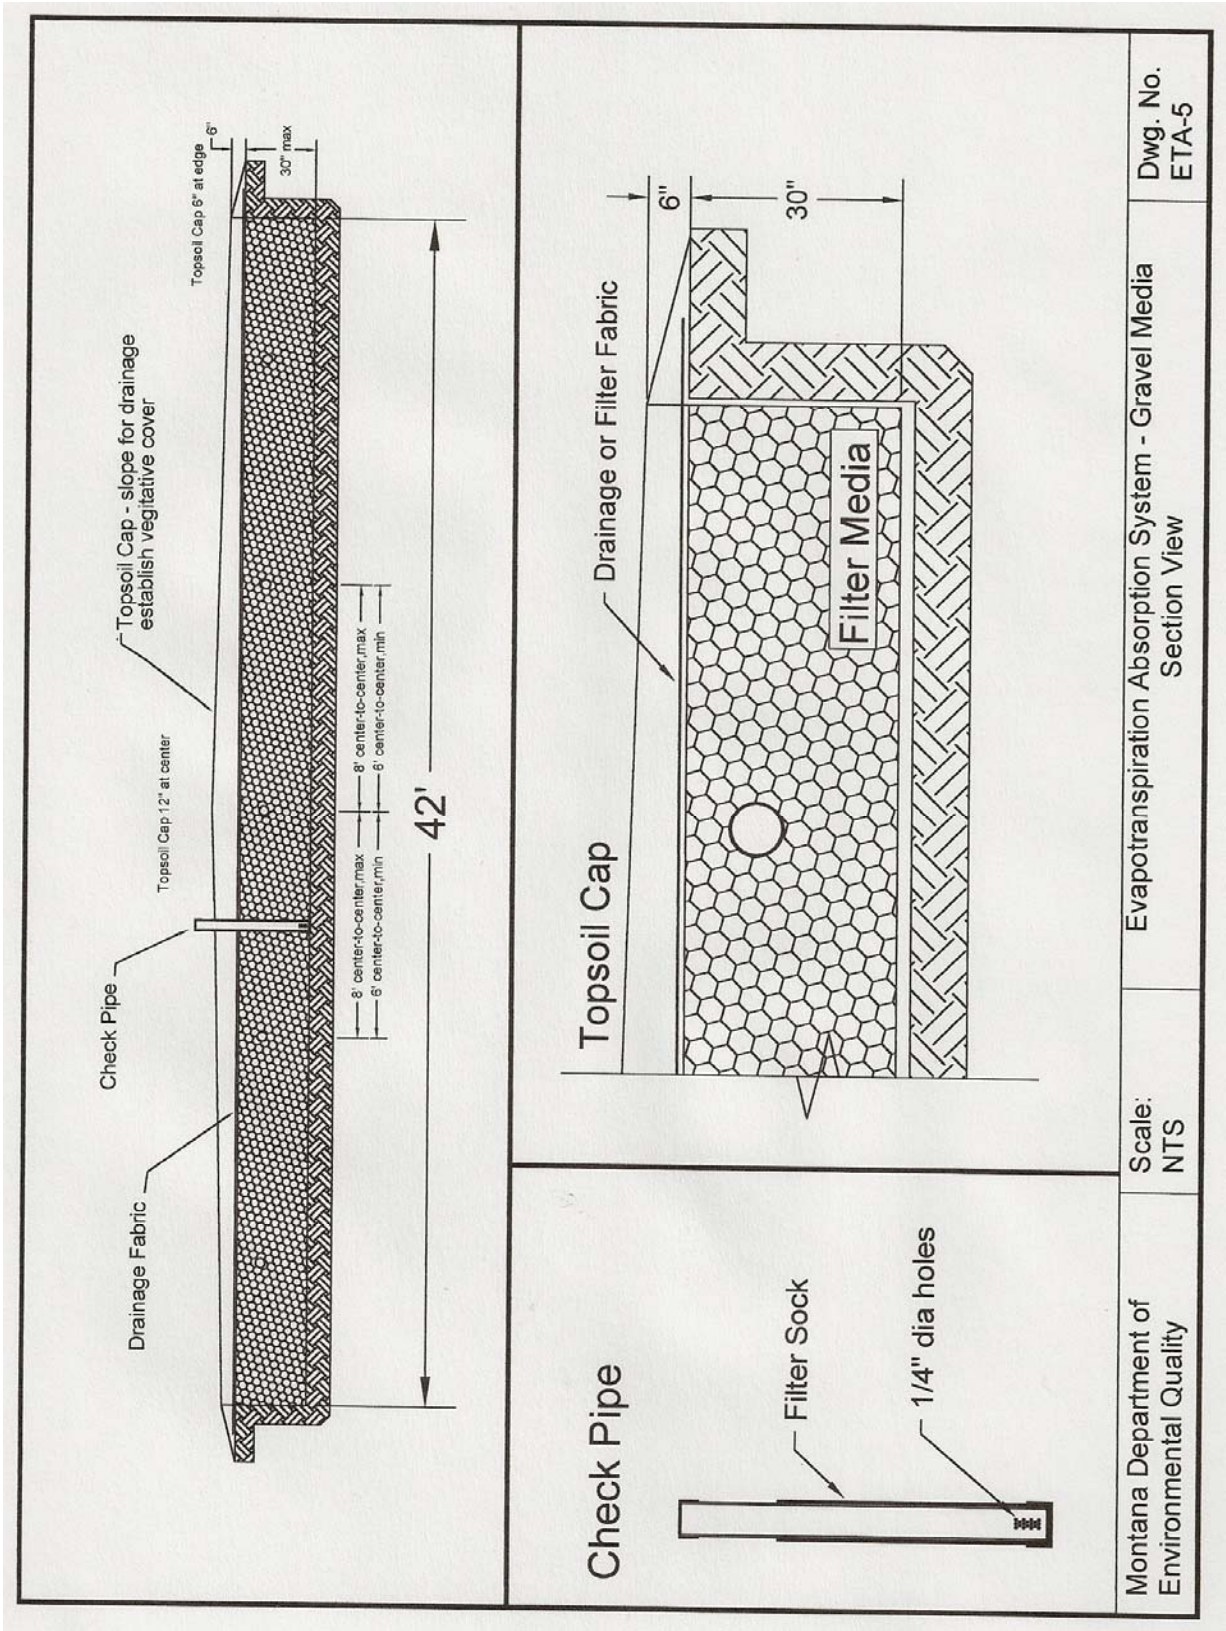 Topsoil Cap - slope for drainage
establish vegitative cover
Check Pipe
Drainage Fabric
Topsoil Cap 12" at center
Topsoil Cap 6" at edge
6"
30" max
8' center-to-center,max
8' center-to-center,max
6' center-to-center,min
6' center-to-center,min
42'
Check Pipe
Filter Sock
1/4" dia holes
Topsoil Cap
Drainage or Filter Fabric
6"
30"
Filter Media
Montana Department of
Environmental Quality
Scale:
NTS
Evapotranspiration Absorption System - Gravel Media
Section View
Dwg. No.
ETA-5